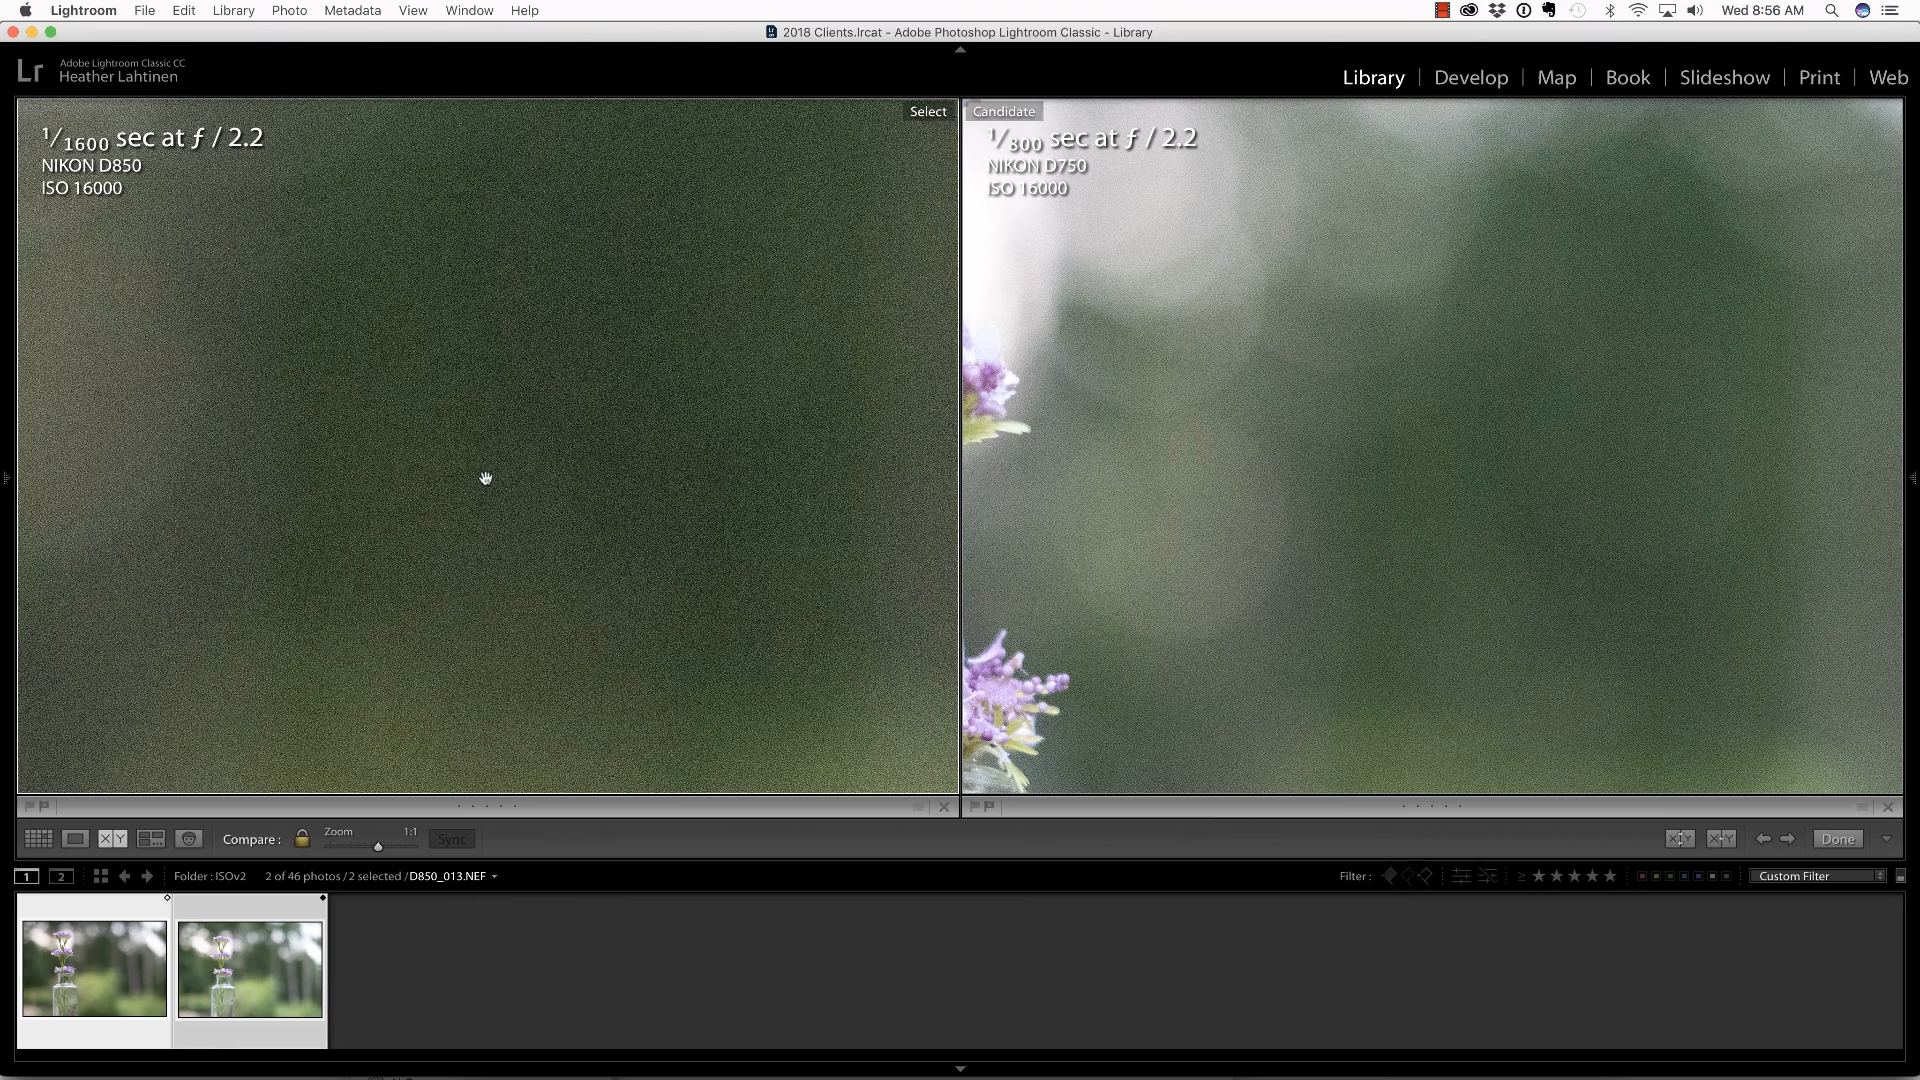 Lightroom File Edit Library Photo Metadata View Window Help Wed 8:56 AM
2018 Clients.lrcat - Adobe Photoshop Lightroom Classic - Library
Lr Adobe Lightroom Classic CC
Heather Lahtinen
Library | Develop | Map | Book | Slideshow | Print | Web
Select
1/1600 sec at ƒ / 2.2
NIKON D850
ISO 16000
Candidate
1/800 sec at ƒ / 2.2
NIKON D750
ISO 16000
X Y Compare : Zoom 1:1 Sync X Y X Y Done
1 2 Folder : ISOv2 2 of 46 photos / 2 selected / D850_013.NEF Filter : ≥ ★★★★★ Custom Filter